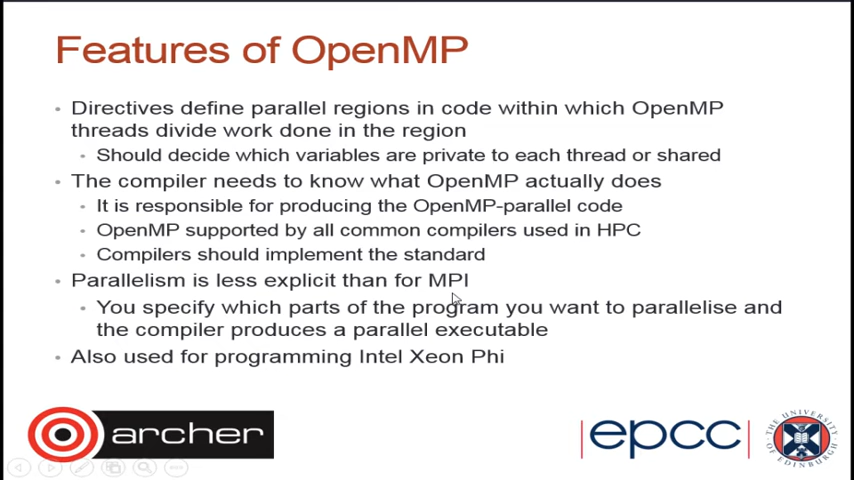 Features of OpenMP
• Directives define parallel regions in code within which OpenMP
threads divide work done in the region
• Should decide which variables are private to each thread or shared
• The compiler needs to know what OpenMP actually does
• It is responsible for producing the OpenMP-parallel code
• OpenMP supported by all common compilers used in HPC
• Compilers should implement the standard
• Parallelism is less explicit than for MPI
• You specify which parts of the program you want to parallelise and
the compiler produces a parallel executable
• Also used for programming Intel Xeon Phi
archer
|epcc|
THE UNIVERSITY
OF EDINBURGH